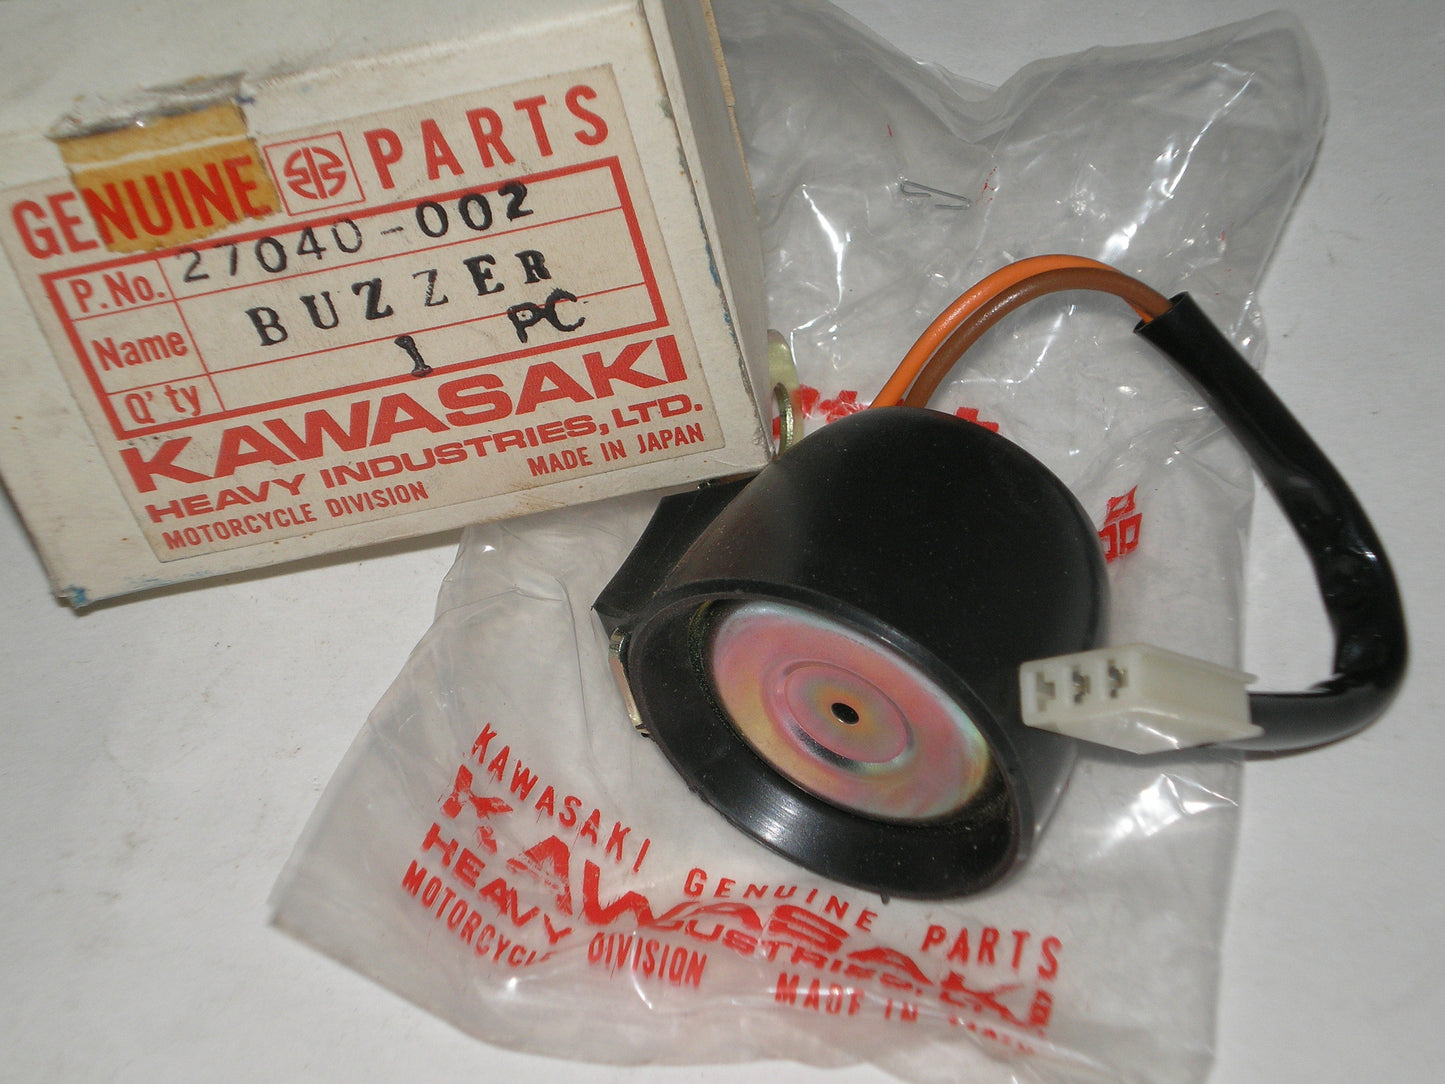 GENUINE PARTS
P.No. 27040-002
Name BUZZER
Q'ty 1 PC
KAWASAKI
HEAVY INDUSTRIES, LTD.
MOTORCYCLE DIVISION MADE IN JAPAN
KAWASAKI GENUINE PARTS
KAWASAKI
HEAVY INDUSTRIES, LTD.
MOTORCYCLE DIVISION MADE IN